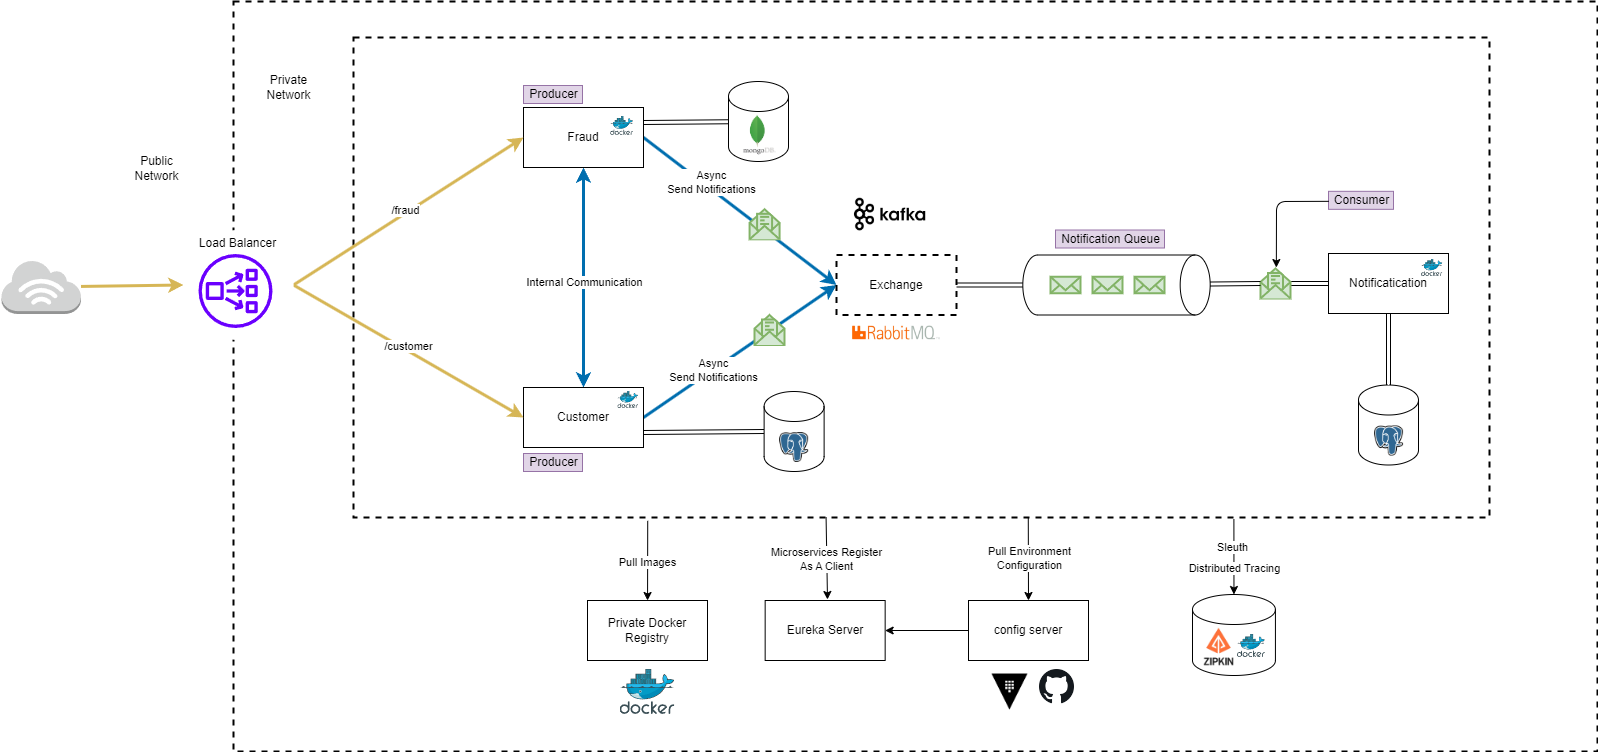 Private
Network
Public
Network
Load Balancer
/fraud
/customer
Producer
Fraud
docker
mongoDB
Async
Send Notifications
Internal Communication
Async
Send Notifications
Customer
docker
Producer
kafka
Exchange
RabbitMQ
Notification Queue
Consumer
Notificatication
docker
Pull Images
Private Docker
Registry
docker
Microservices Register
As A Client
Eureka Server
Pull Environment
Configuration
config server
Sleuth
Distributed Tracing
ZIPKIN
docker